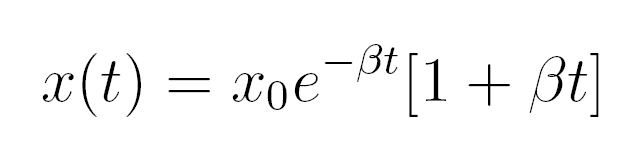 x(t) = x₀e^{-βt}[1 + βt]